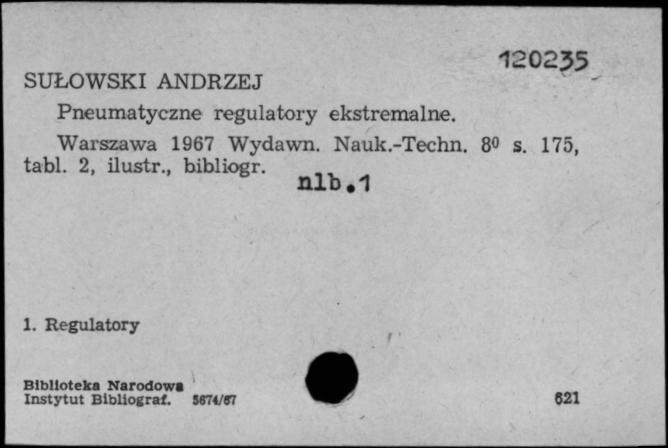 120235
SUŁOWSKI ANDRZEJ
Pneumatyczne regulatory ekstremalne.
Warszawa 1967 Wydawn. Nauk.-Techn. 8⁰ s. 175,
tabl. 2, ilustr., bibliogr.
nlb.1
1. Regulatory
Biblioteka Narodowa
Instytut Bibliograf. 5674/67
621